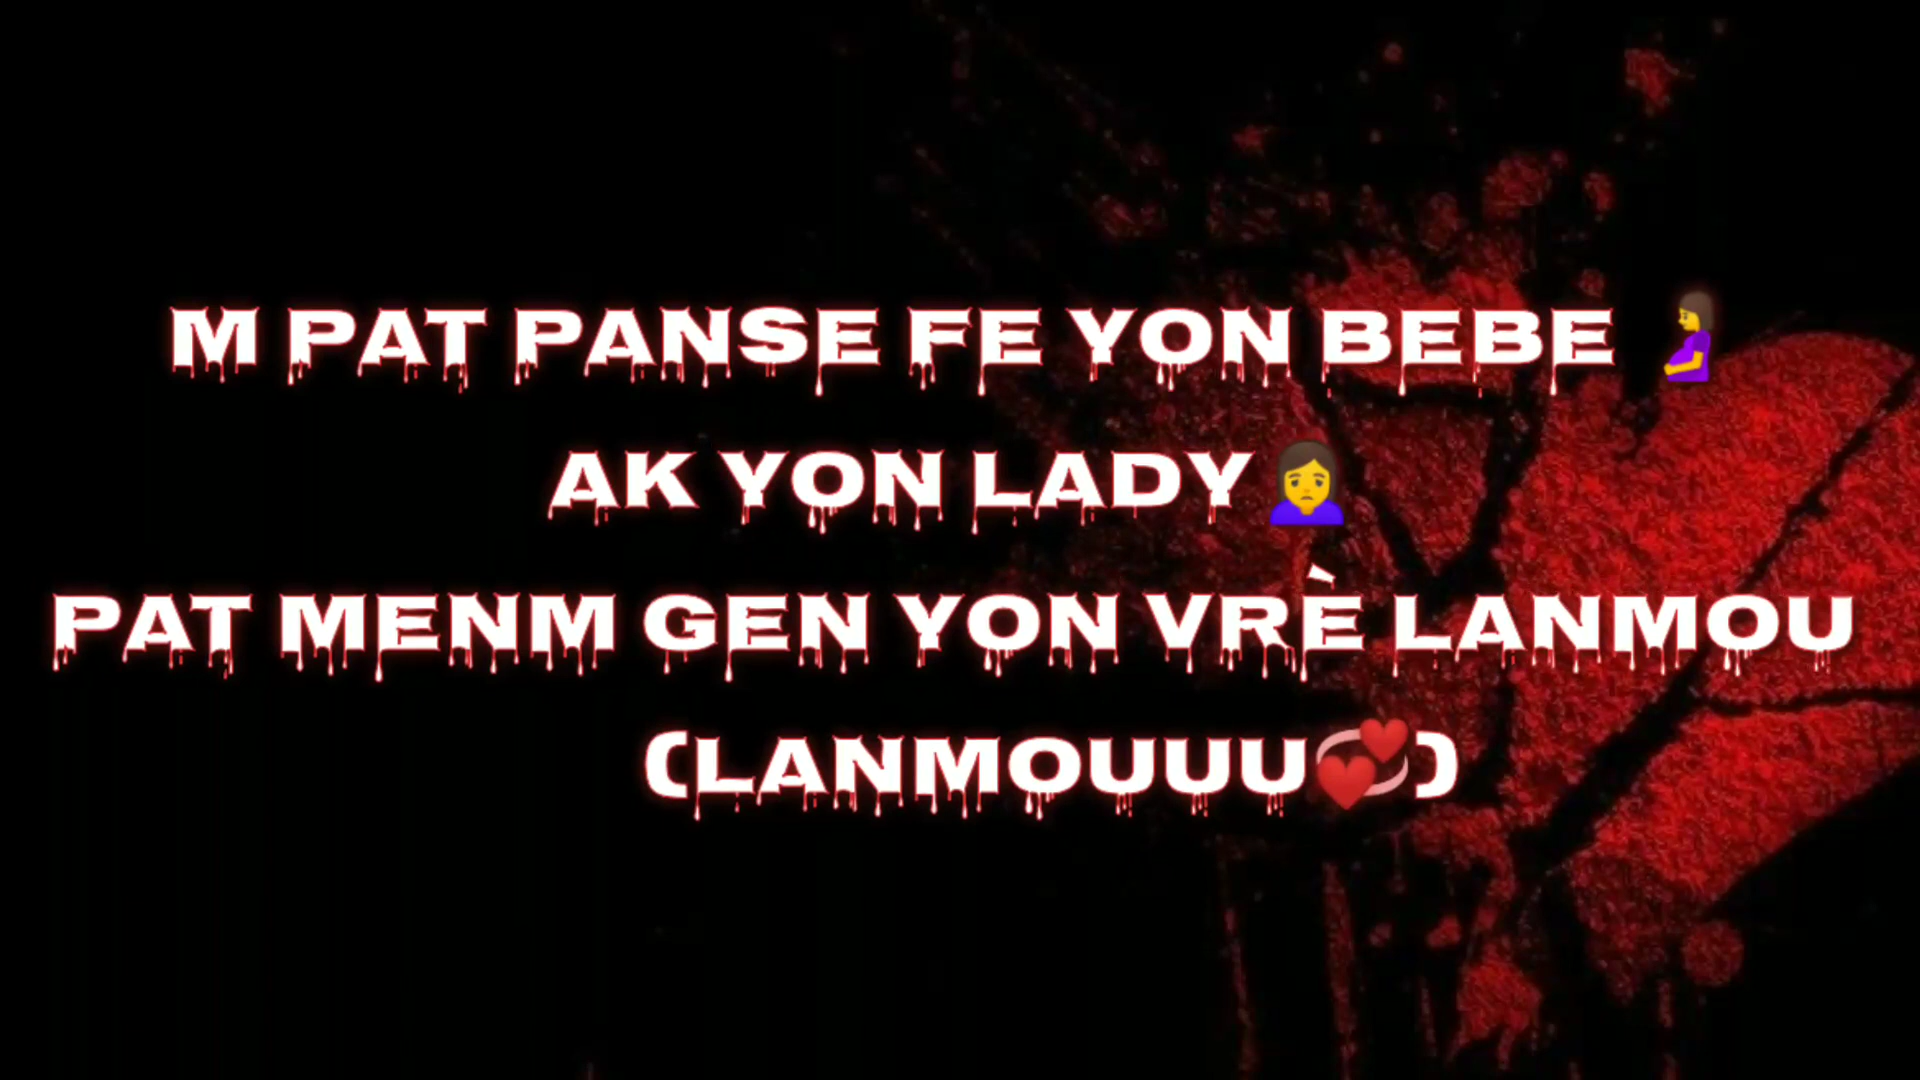 M PAT PANSE FE YON BEBE 🤰
AK YON LADY 🙍‍♀️
PAT MENM GEN YON VRÈ LANMOU
(LANMOUUU💞)